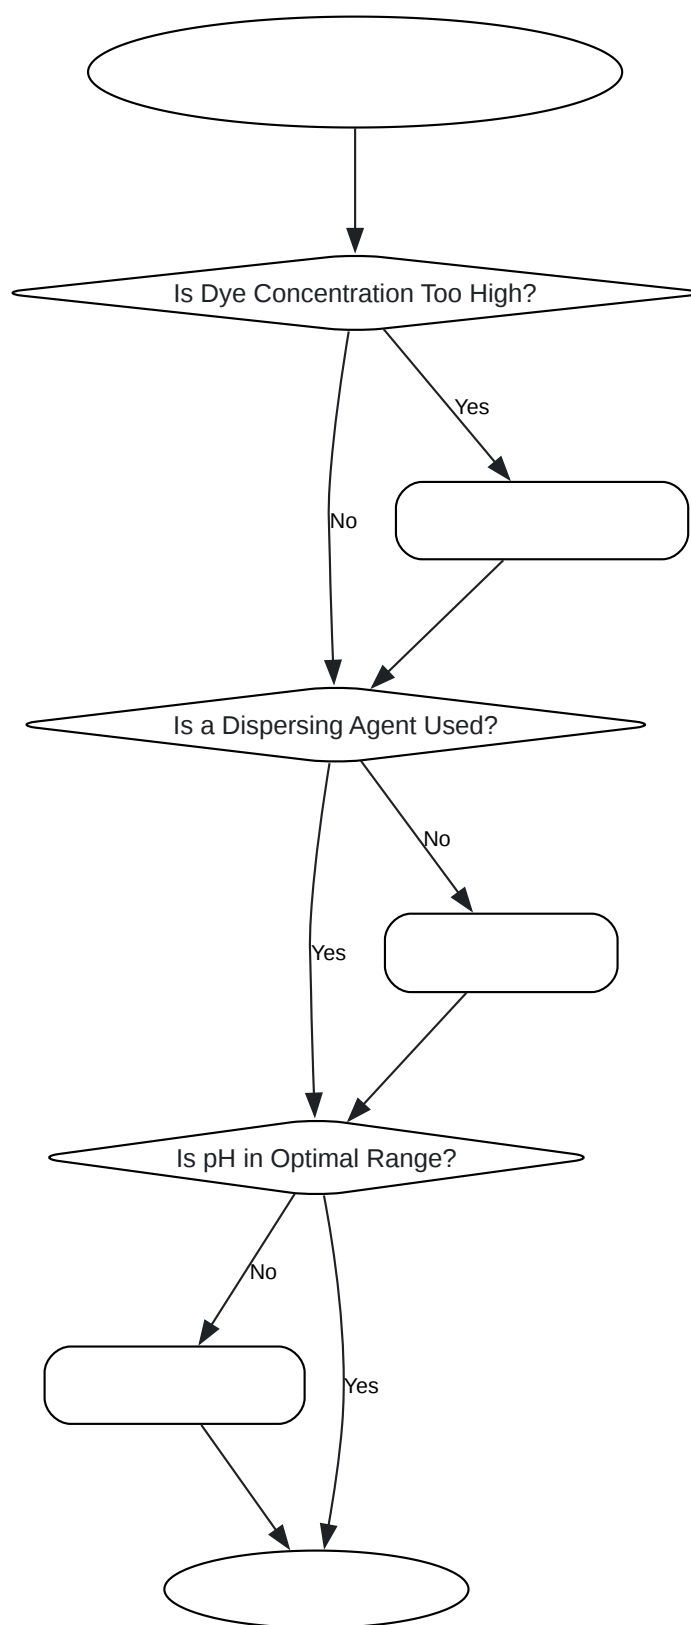 Is Dye Concentration Too High?
Yes
No
Is a Dispersing Agent Used?
No
Yes
Is pH in Optimal Range?
No
Yes